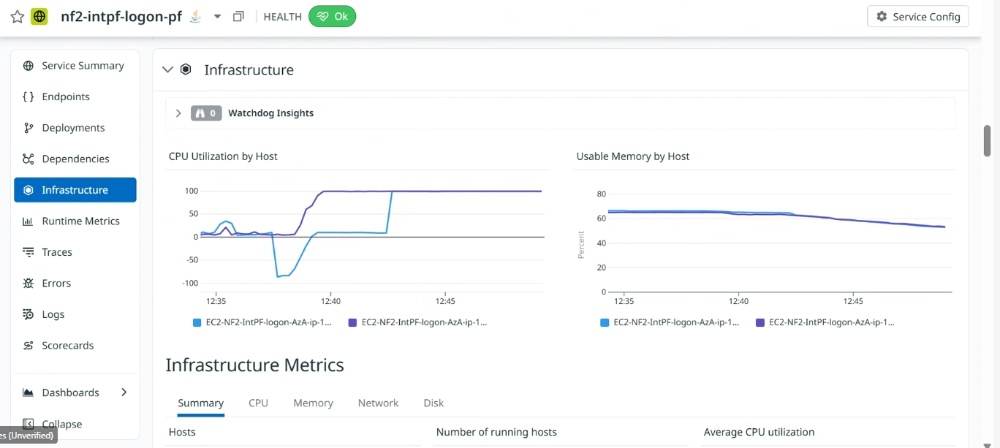 nf2-intpf-logon-pf HEALTH Ok Service Config
Service Summary
Endpoints
Deployments
Dependencies
Infrastructure
Runtime Metrics
Traces
Errors
Logs
Scorecards
Dashboards
Collapse
es (Unverified)
Infrastructure
0 Watchdog Insights
CPU Utilization by Host
100
50
0
-50
-100
12:35 12:40 12:45
EC2-NF2-IntPF-logon-AzA-ip-1... EC2-NF2-IntPF-logon-AzA-ip-1...
Usable Memory by Host
Percent
80
60
40
20
0
12:35 12:40 12:45
EC2-NF2-IntPF-logon-AzA-ip-1... EC2-NF2-IntPF-logon-AzA-ip-1...
Infrastructure Metrics
Summary CPU Memory Network Disk
Hosts Number of running hosts Average CPU utilization